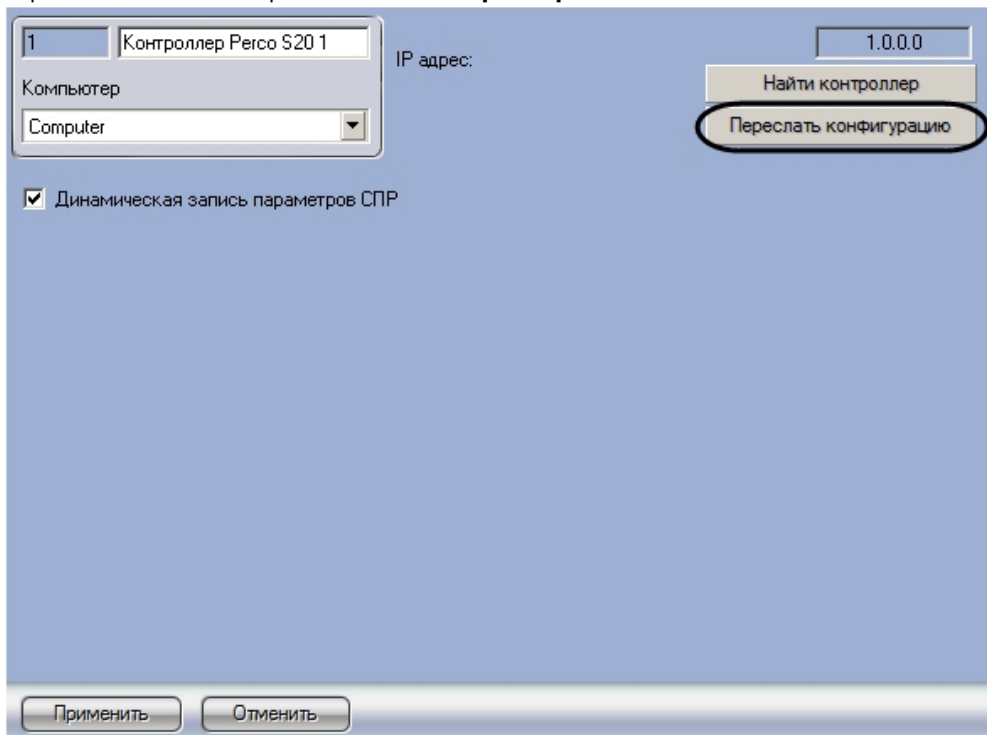 1
Контроллер Perco S20 1
Компьютер
Computer
IP адрес:
1.0.0.0
Найти контроллер
Переслать конфигурацию
Динамическая запись параметров СПР
Применить
Отменить